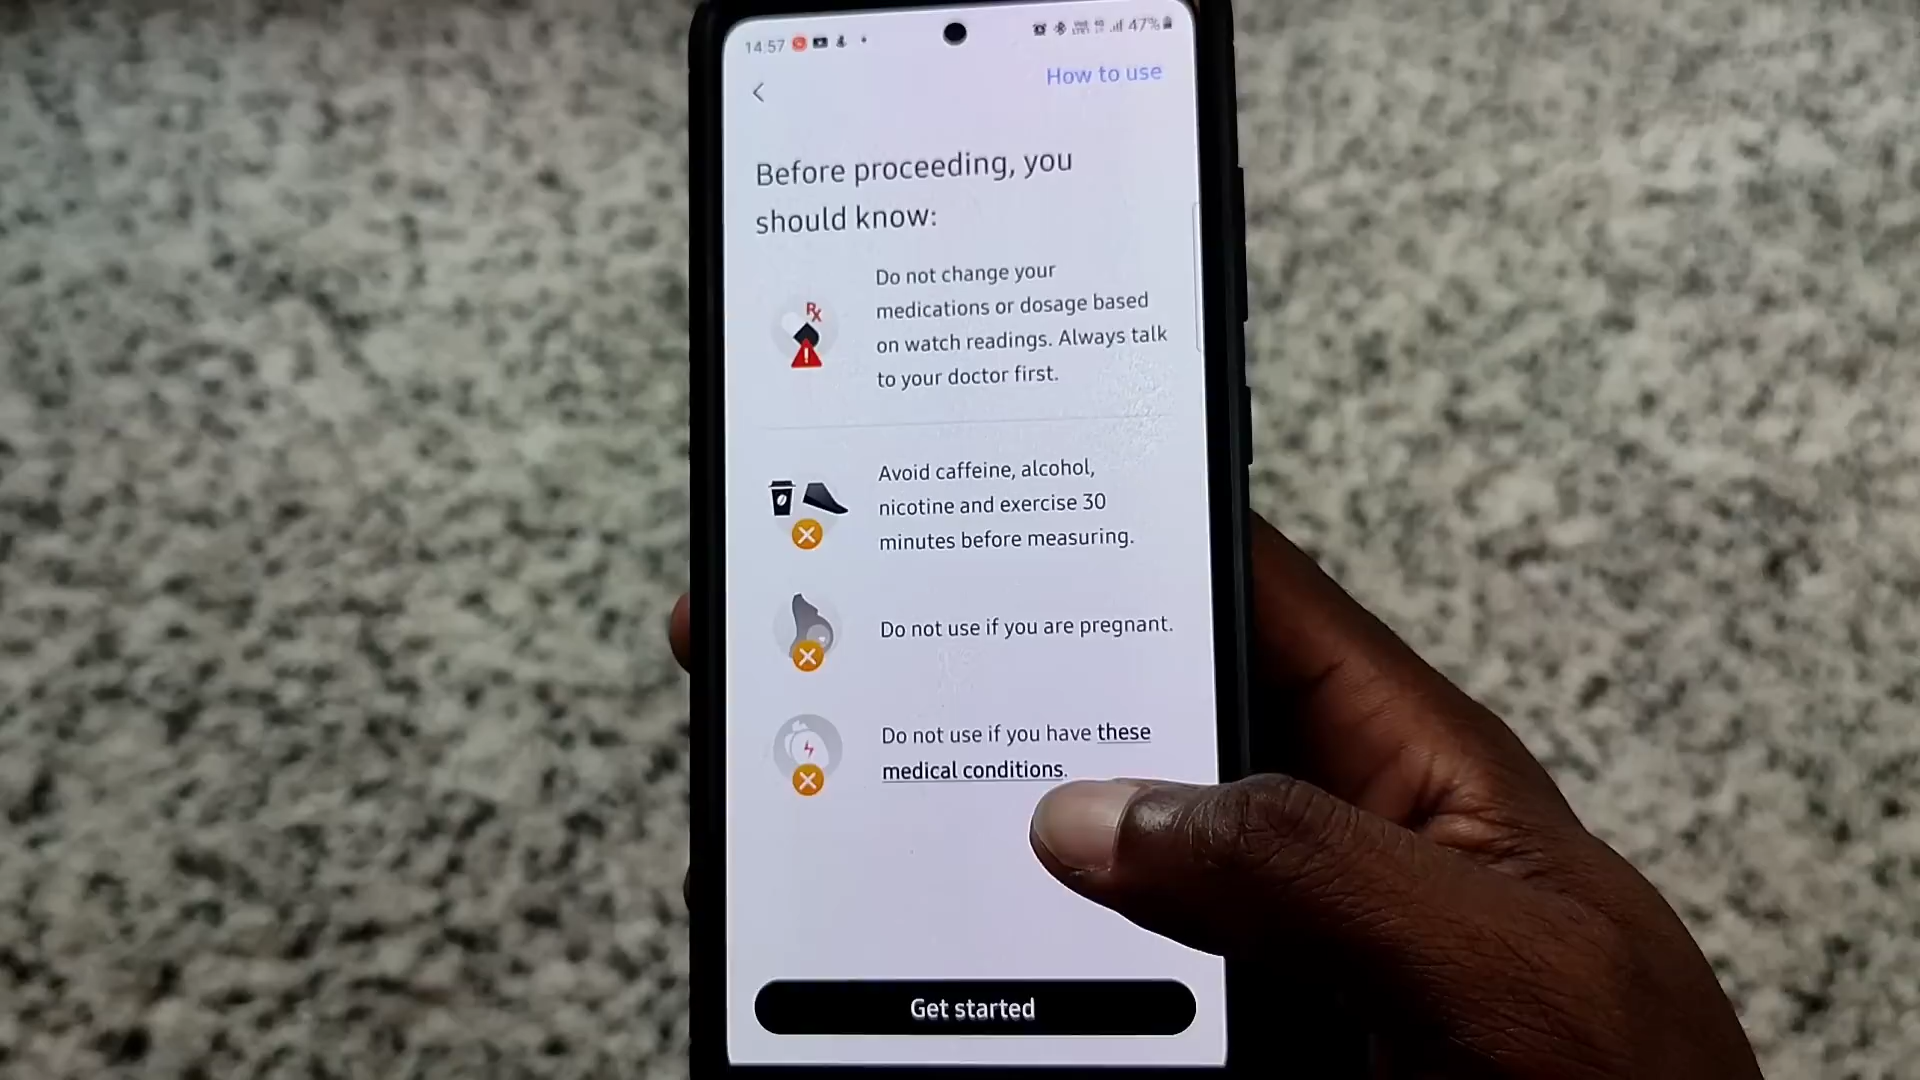 14:57
47%
How to use
Before proceeding, you
should know:
Rx
Do not change your
medications or dosage based
on watch readings. Always talk
to your doctor first.
Avoid caffeine, alcohol,
nicotine and exercise 30
minutes before measuring.
Do not use if you are pregnant.
Do not use if you have these
medical conditions.
Get started